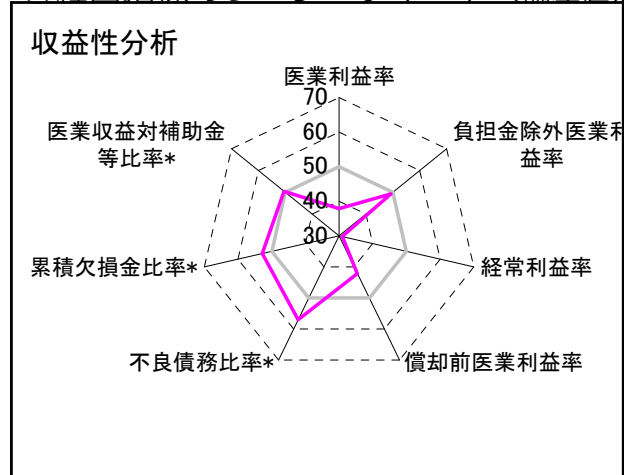 収益性分析
医業利益率
70
60
50
40
30
負担金除外医業利
益率
経常利益率
償却前医業利益率
不良債務比率*
累積欠損金比率*
医業収益対補助金
等比率*